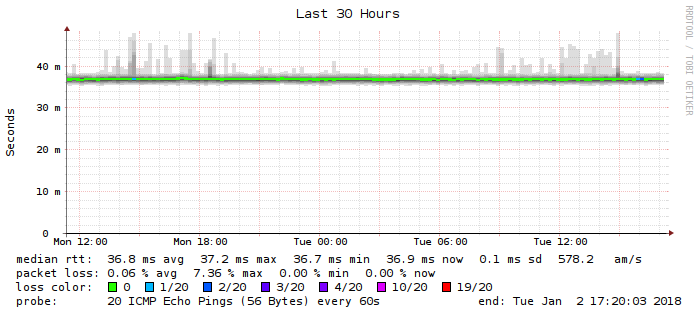 Last 30 Hours
RRDTOOL / TOBI OETIKER
Seconds
40 m
30 m
20 m
10 m
0
Mon 12:00 Mon 18:00 Tue 00:00 Tue 06:00 Tue 12:00
median rtt: 36.8 ms avg 37.2 ms max 36.7 ms min 36.9 ms now 0.1 ms sd 578.2 am/s
packet loss: 0.06 % avg 7.36 % max 0.00 % min 0.00 % now
loss color: 0 1/20 2/20 3/20 4/20 10/20 19/20
probe: 20 ICMP Echo Pings (56 Bytes) every 60s end: Tue Jan 2 17:20:03 2018